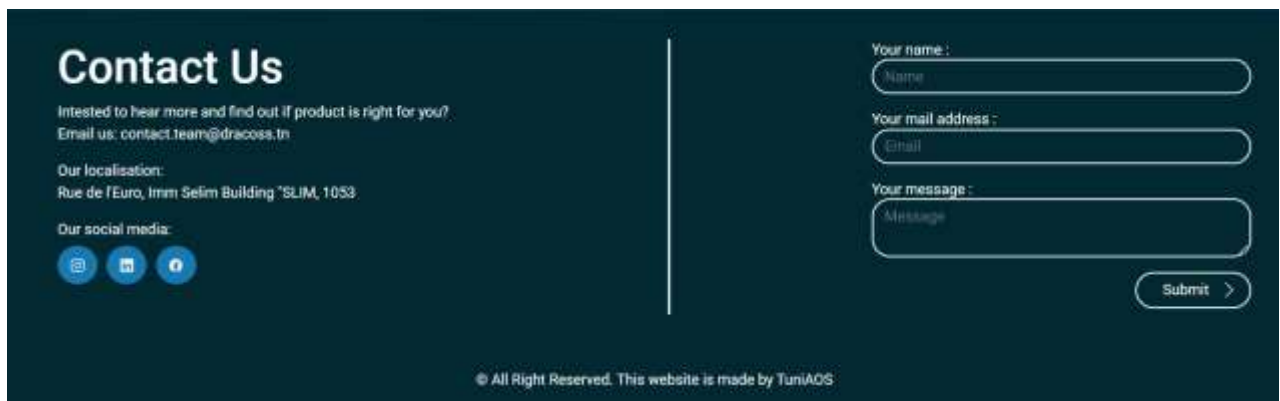 Contact Us
Intested to hear more and find out if product is right for you?
Email us: contact.team@dracoss.tn
Our localisation:
Rue de l'Euro, Imm Selim Building "SLIM, 1053
Our social media:
Your name :
Name
Your mail address :
Email
Your message :
Message
Submit
© All Right Reserved. This website is made by TuniAOS